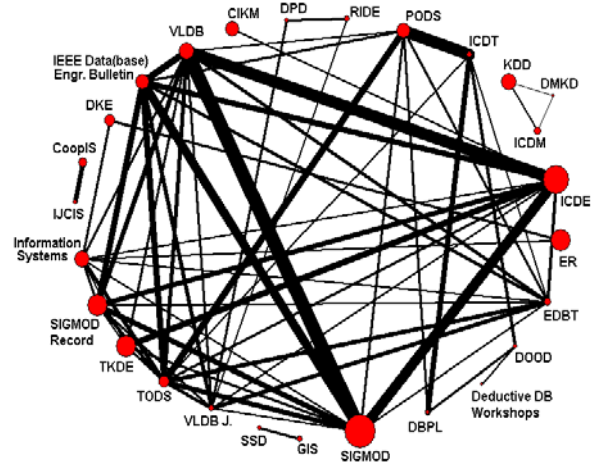 CIKM
DPD
RIDE
PODS
ICDT
VLDB
IEEE Data(base)
Engr. Bulletin
KDD
DMKD
DKE
ICDM
CoopIS
ICDE
IJCIS
ER
Information
Systems
EDBT
SIGMOD
Record
DOOD
TKDE
Deductive DB
Workshops
TODS
VLDB J.
DBPL
SSD
GIS
SIGMOD